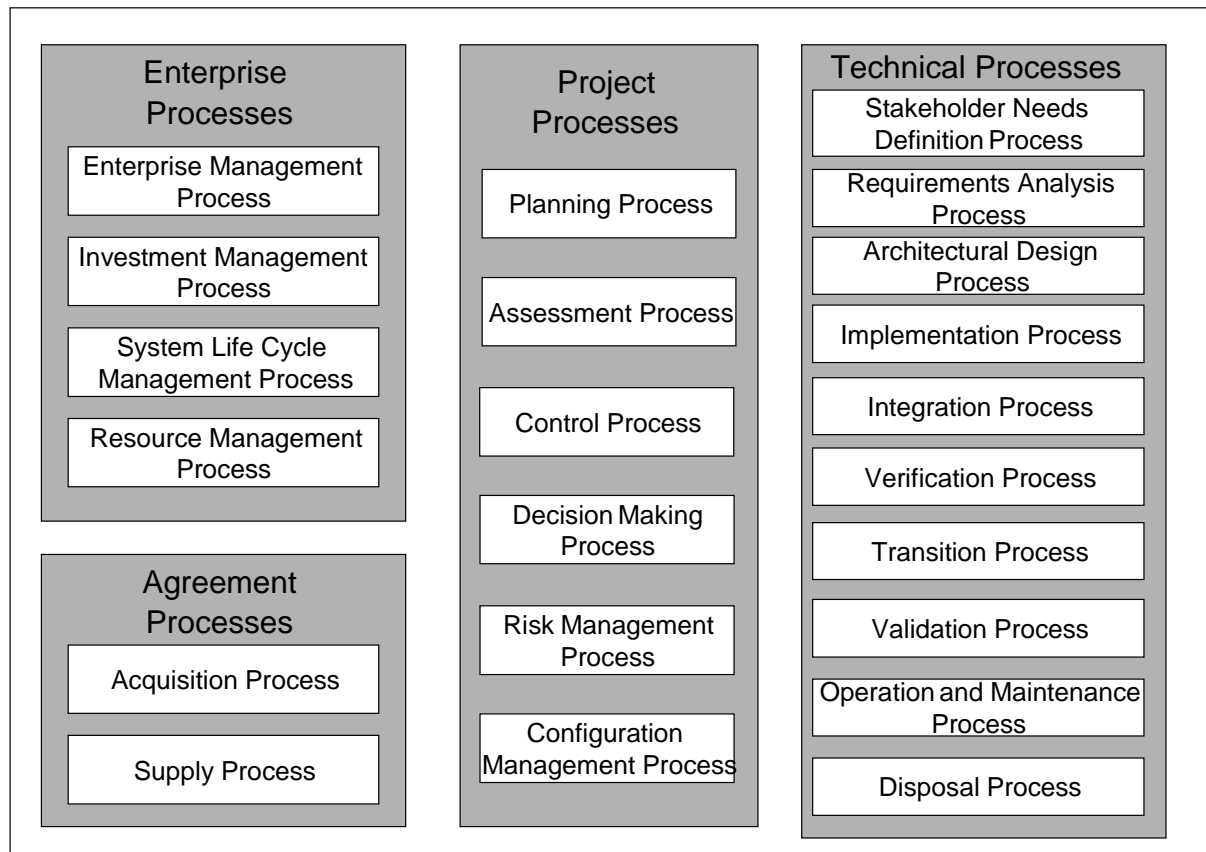 Enterprise
Processes
Enterprise Management
Process
Investment Management
Process
System Life Cycle
Management Process
Resource Management
Process
Agreement
Processes
Acquisition Process
Supply Process
Project
Processes
Planning Process
Assessment Process
Control Process
Decision Making
Process
Risk Management
Process
Configuration
Management Process
Technical Processes
Stakeholder Needs
Definition Process
Requirements Analysis
Process
Architectural Design
Process
Implementation Process
Integration Process
Verification Process
Transition Process
Validation Process
Operation and Maintenance
Process
Disposal Process